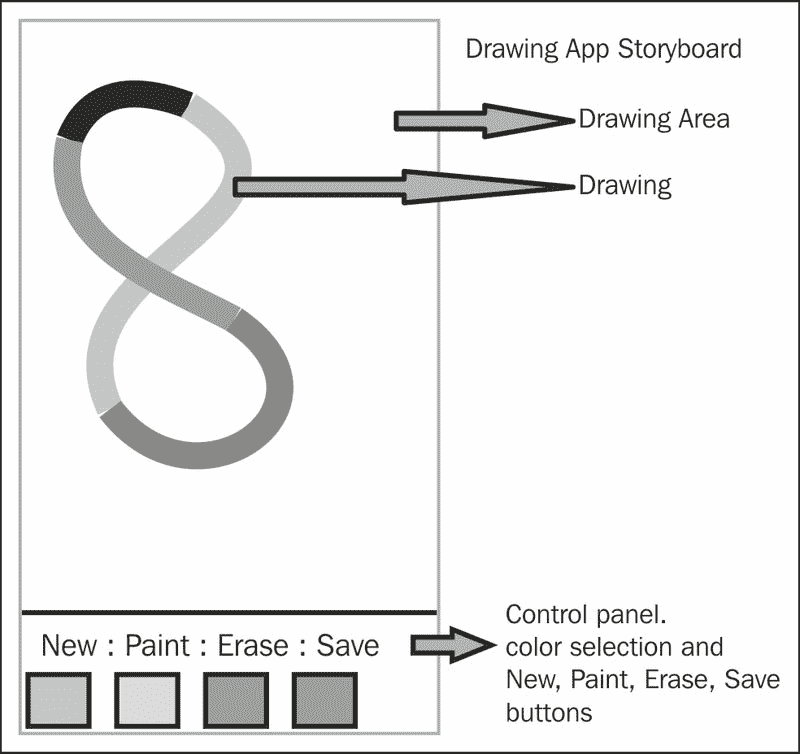 Drawing App Storyboard
Drawing Area
Drawing
New : Paint : Erase : Save
Control panel.
color selection and
New, Paint, Erase, Save
buttons